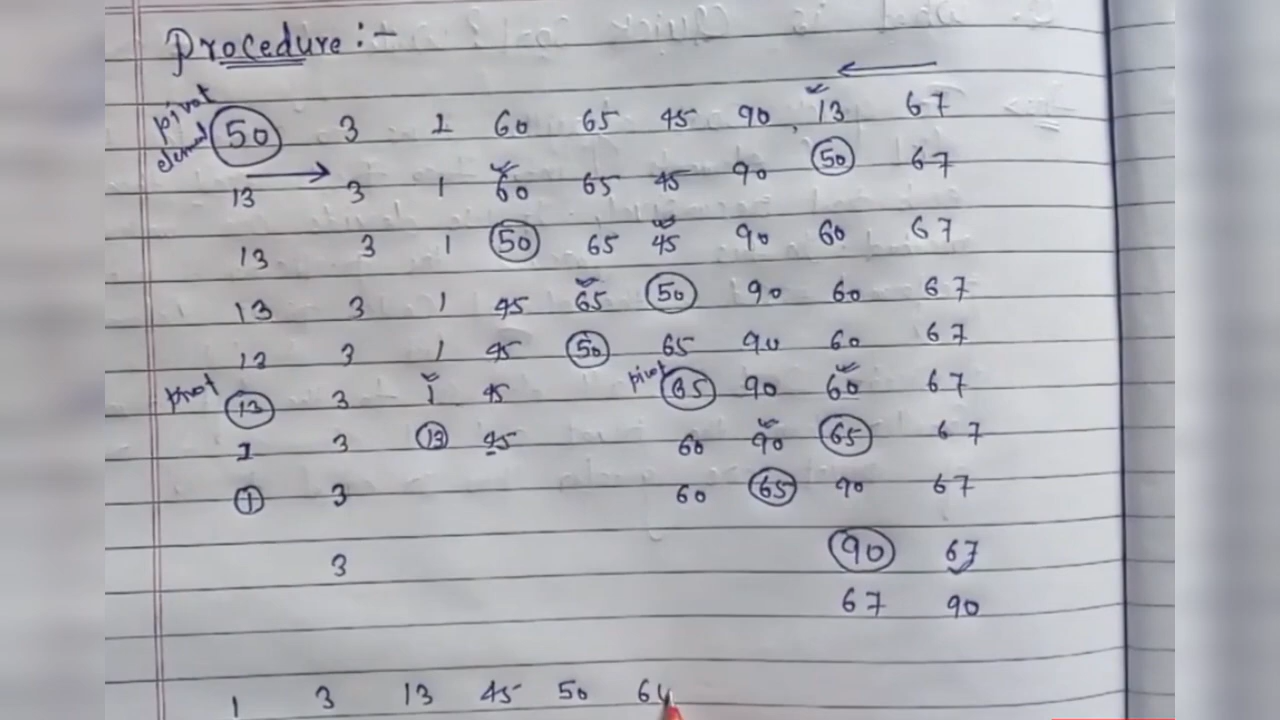 Procedure :-
pivot
element
50 3 1 60 65 45 90 13 67
13 3 1 60 65 45 90 50 67
13 3 1 50 65 45 90 60 67
13 3 1 45 65 50 90 60 67
13 3 1 45 50 65 90 60 67
pivot 13 3 1 45 pivot 65 90 60 67
1 3 13 45 60 90 65 67
1 3 60 65 90 67
3 90 67
67 90
1 3 13 45 50